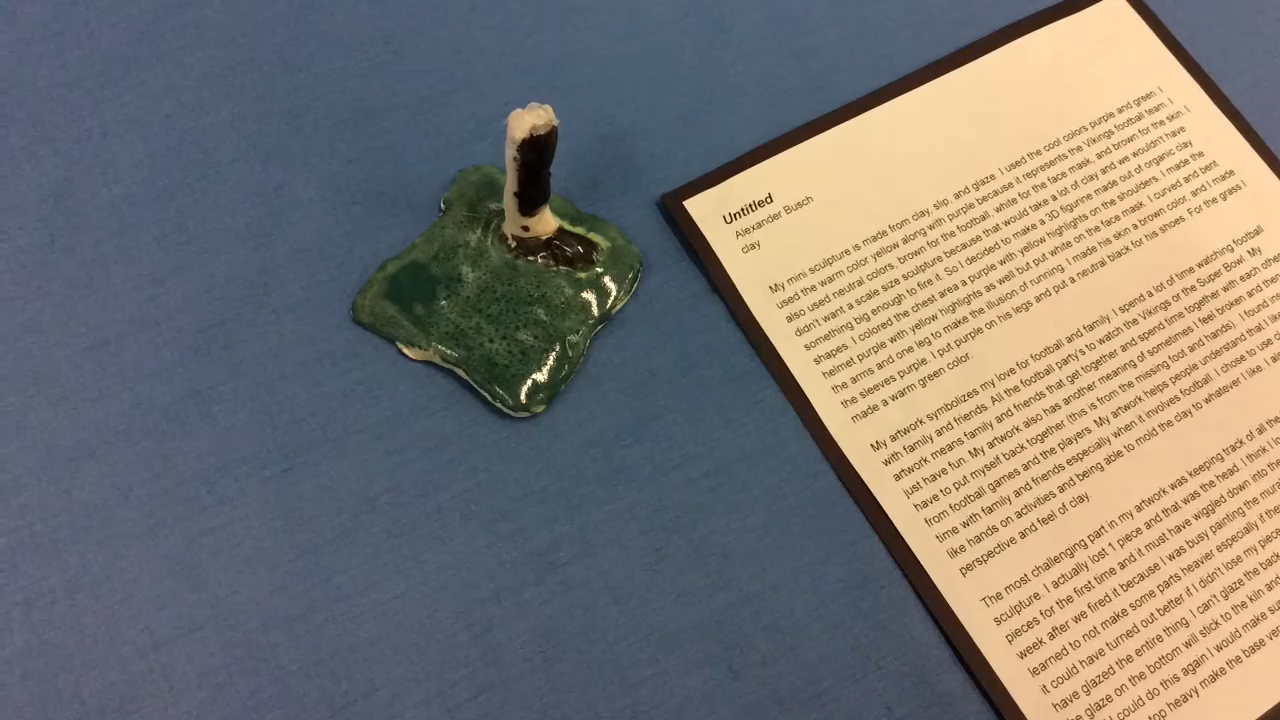 Untitled
Alexander Busch
clay
My mini sculpture is made from clay, slip, and glaze. I used the cool colors purple and green. I
used the warm color yellow along with purple because it represents the Vikings football team. I
also used neutral colors, brown for the football, white for the face mask, and brown for the skin. I
didn't want a scale size sculpture because that would take a lot of clay and we wouldn't have
something big enough to fire it. So I decided to make a 3D figurine made out of organic clay
shapes. I colored the chest area a purple with yellow highlights on the shoulders. I made the
helmet purple with yellow highlights as well but put white on the face mask. I curved and bent
the arms and one leg to make the illusion of running. I made his skin a brown color, and I made
the sleeves purple. I put purple on his legs and put a neutral black for his shoes. For the grass I
made a warm green color.
My artwork symbolizes my love for football and family. I spend a lot of time watching football
with family and friends. All the football party's to watch the Vikings or the Super Bowl. My
artwork means family and friends that get together and spend time together with each other
just have fun. My artwork also has another meaning of sometimes I feel broken and then
have to put myself back together (this is from the missing foot and hands). I found
from football games and the players. My artwork helps people understand that I like
time with family and friends especially when it involves football. I chose to use
like hands on activities and being able to mold the clay to whatever I like. I
perspective and feel of clay.
The most challenging part in my artwork was keeping track of all the
sculpture. I actually lost 1 piece and that was the head. I think I
pieces for the first time and it must have wiggled down into the
week after we fired it because I was busy painting the
learned to not make some parts heavier especially if
it could have turned out better if I didn't lose my piece
have glazed the entire thing. I can't glaze the
glaze on the bottom will stick to the kiln and
could do this again I would make
heavy make the base